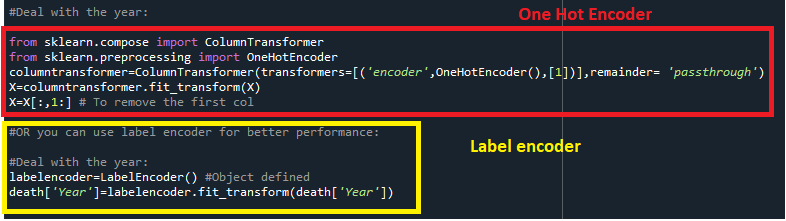 #Deal with the year:
One Hot Encoder
from sklearn.compose import ColumnTransformer
from sklearn.preprocessing import OneHotEncoder
columntransformer=ColumnTransformer(transformers=[('encoder',OneHotEncoder(),[1])],remainder= 'passthrough')
X=columntransformer.fit_transform(X)
X=X[:,1:] # To remove the first col
#OR you can use label encoder for better performance:
Label encoder
#Deal with the year:
labelencoder=LabelEncoder() #Object defined
death['Year']=labelencoder.fit_transform(death['Year'])